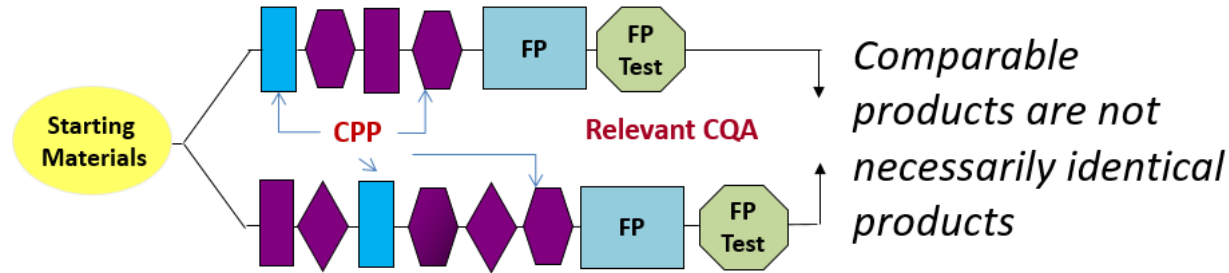 FP
FP
Test
Comparable
products are not
necessarily identical
products
Starting
Materials
CPP
Relevant CQA
FP
FP
Test